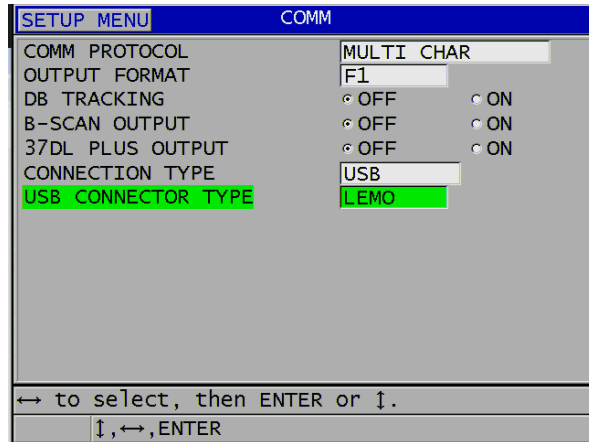 SETUP MENU COMM
COMM PROTOCOL MULTI CHAR
OUTPUT FORMAT F1
DB TRACKING OFF ON
B-SCAN OUTPUT OFF ON
37DL PLUS OUTPUT OFF ON
CONNECTION TYPE USB
USB CONNECTOR TYPE LEMO
↔ to select, then ENTER or ↕.
↕,↔,ENTER